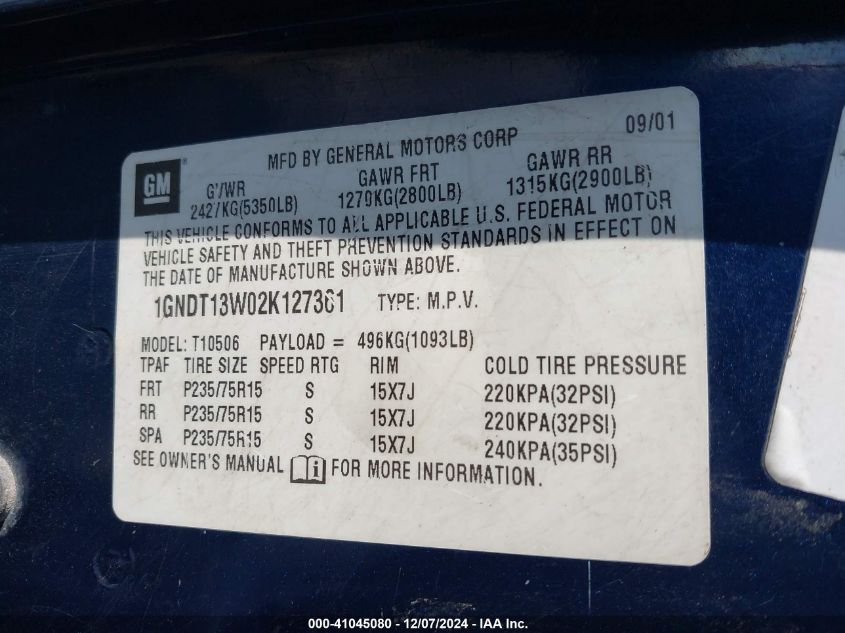 09/01
MFD BY GENERAL MOTORS CORP
GM
GVWR GAWR FRT GAWR RR
2427KG(5350LB) 1270KG(2800LB) 1315KG(2900LB)
THIS VEHICLE CONFORMS TO ALL APPLICABLE U.S. FEDERAL MOTOR
VEHICLE SAFETY AND THEFT PREVENTION STANDARDS IN EFFECT ON
THE DATE OF MANUFACTURE SHOWN ABOVE.
1GNDT13W02K127361 TYPE: M.P.V.
MODEL: T10506 PAYLOAD = 496KG(1093LB)
TPAF TIRE SIZE SPEED RTG RIM COLD TIRE PRESSURE
FRT P235/75R15 S 15X7J 220KPA(32PSI)
RR P235/75R15 S 15X7J 220KPA(32PSI)
SPA P235/75R15 S 15X7J 240KPA(35PSI)
SEE OWNER'S MANUAL i FOR MORE INFORMATION.
000-41045080 - 12/07/2024 - IAA Inc.